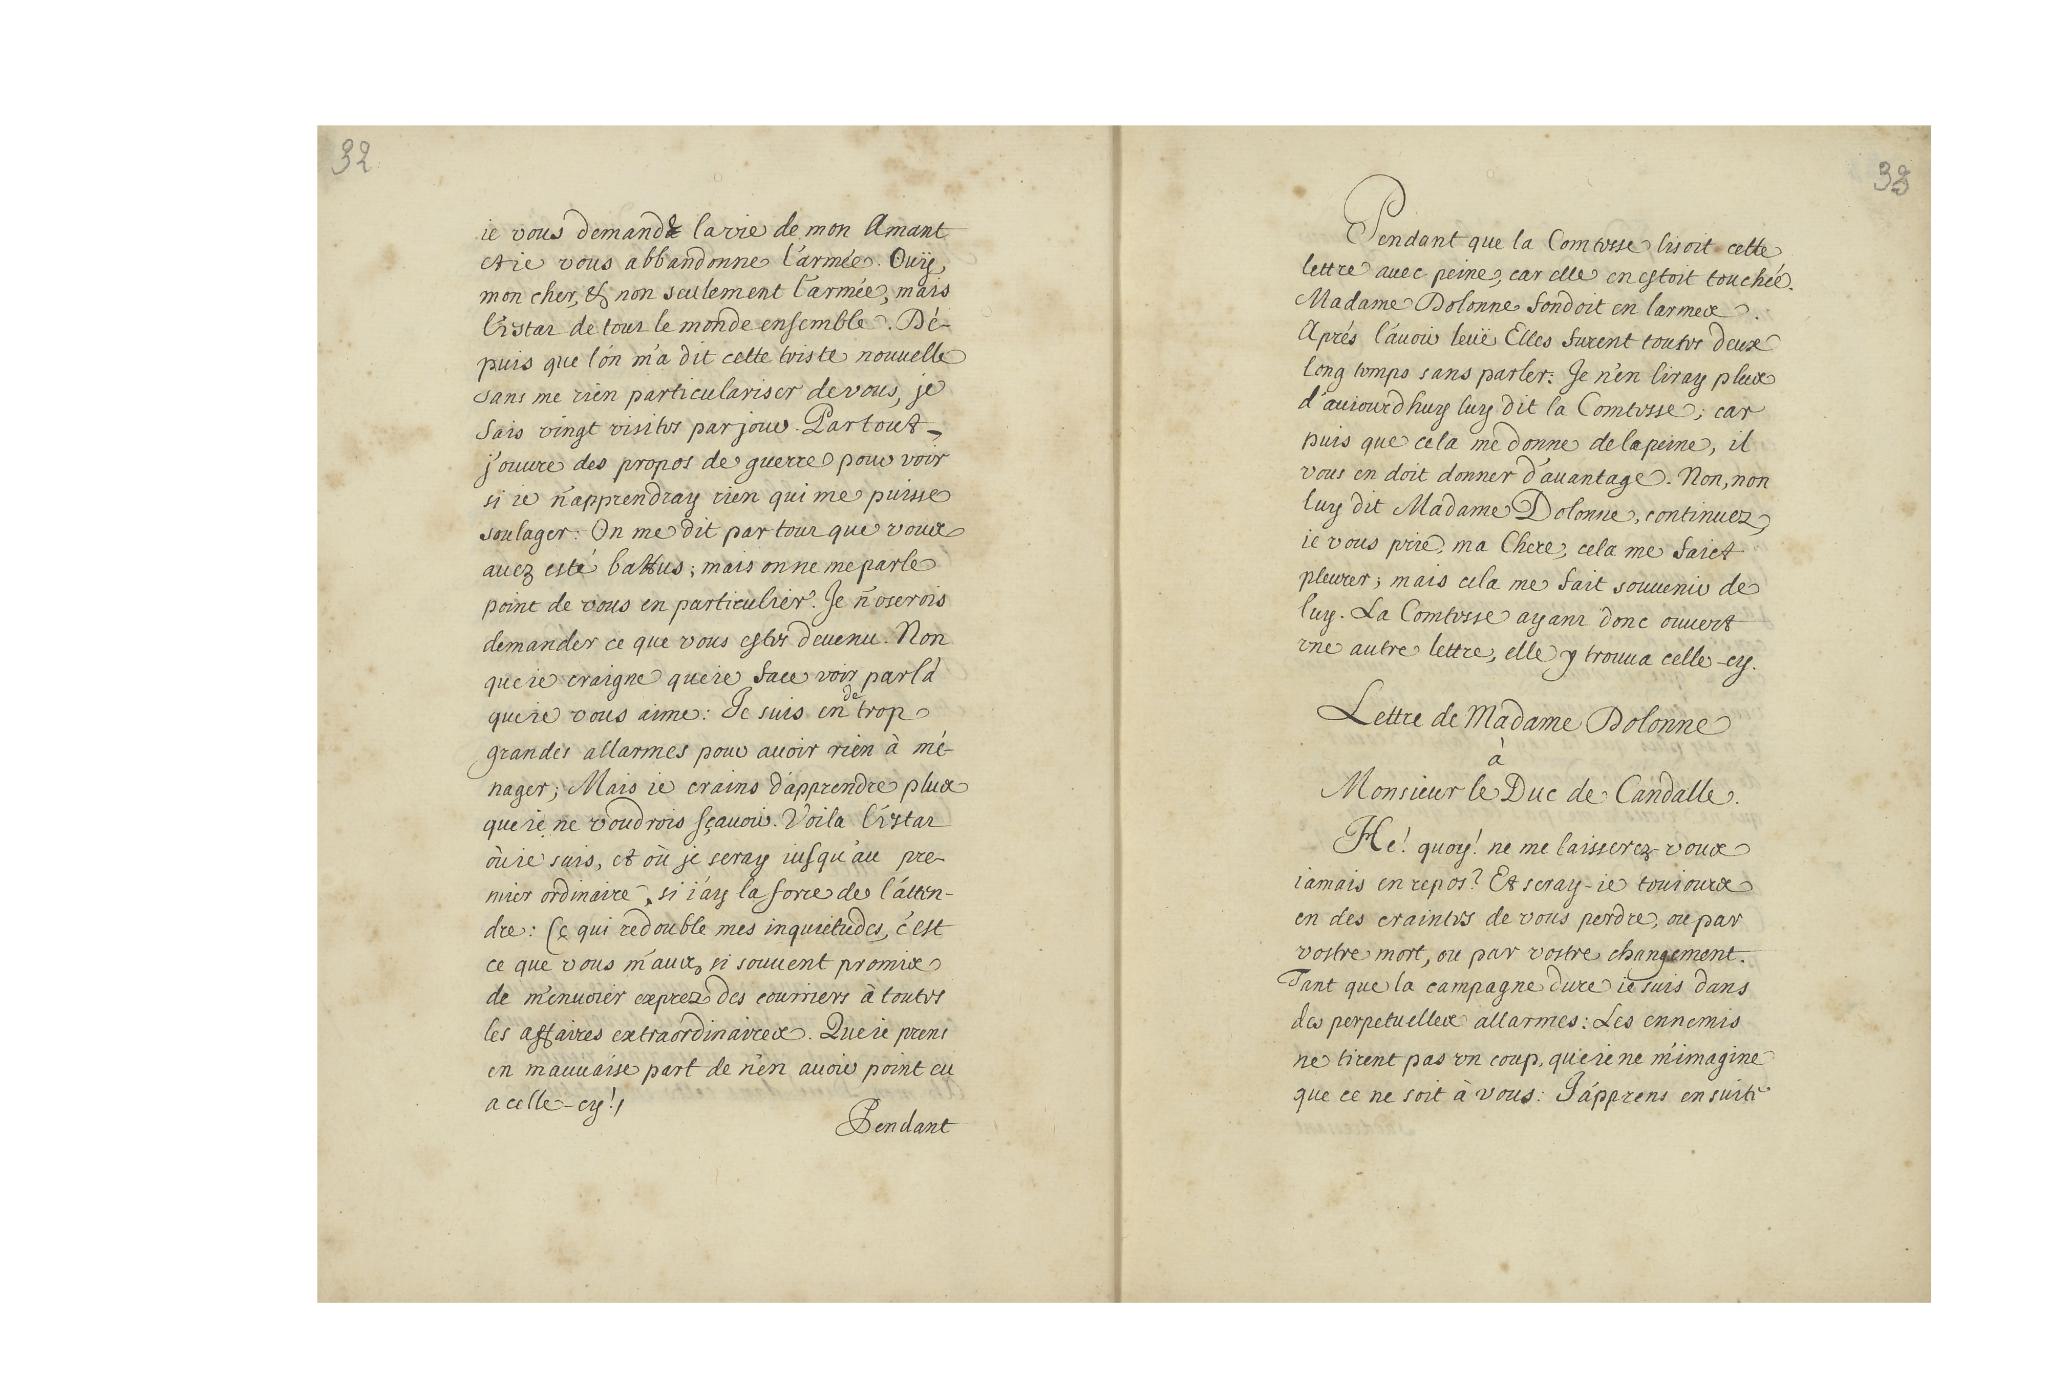 32
ie vous demande la vie de mon Amant
et ie vous abbandonne l'armée. Ouÿ,
mon cher, & non seulement l'armée, mais
l'Estat de tout le monde ensemble. Dé-
puis que l'on m'a dit cette triste nouuelle
sans me rien particulariser de vous, je
fais vingt visites par jour. Partout
j'ouure des propos de guerre pour voir
si ie n'apprendray rien qui me puisse
soulager: On me dit par tout que vous
auez esté battus; mais on ne me parle
point de vous en particulier. Je n'oserois
demander ce que vous estes deuenu. Non
que ie craigne que ie face voir par là
que ie vous aime: Je suis en de trop
grandes allarmes pour auoir rien à mé-
nager; Mais ie crains d'apprendre plus
que ie ne voudrois sçauoir. Voila l'Estat
où ie suis, et où je seray iusqu'au pre-
mier ordinaire, si i'ay la force de l'atten-
dre: Ce qui redouble mes inquietudes, c'est
ce que vous m'auez si souuent promis
de m'enuoier exprez des courriers à toutes
les affaires extraordinaires. Que ie prens
en mauuaise part de n'en auoir point eu
a celle-cy!
Pendant
33
Pendant que la Comtesse lisoit cette
lettre auec peine, car elle en estoit touchée.
Madame Dolonne fondoit en larmes.
Aprés l'auoir leuë Elles furent toutes deux
long temps sans parler: Je n'en liray plus
d'auiourdhuy luy dit la Comtesse; car
puis que cela me donne de la peine, il
vous en doit donner d'auantage. Non, non
luy dit Madame Dolonne, continuez,
ie vous prie, ma Chere, cela me faict
pleurer; mais cela me fait souuenir de
luy. La Comtesse ayant donc ouuert
vne autre lettre, elle y trouua celle-cy.
Lettre de Madame Dolonne
à
Monsieur le Duc de Candalle.
He! quoy! ne me laisserez-vous
iamais en repos? Et seray-ie toujours
en des craintes de vous perdre, ou par
vostre mort, ou par vostre changement.
Tant que la campagne dure ie suis dans
des perpetuelles allarmes: Les ennemis
ne tirent pas vn coup, que ie ne m'imagine
que ce ne soit à vous: J'apprens en suite